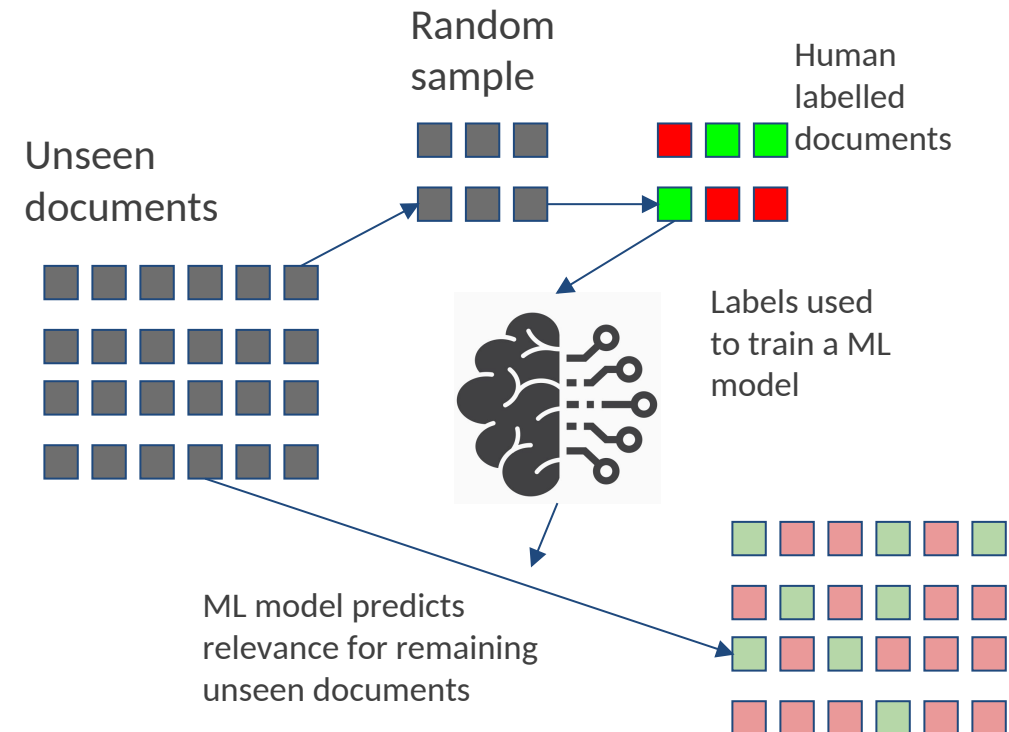 Random
sample
Human
labelled
documents
Unseen
documents
Labels used
to train a ML
model
ML model predicts
relevance for remaining
unseen documents